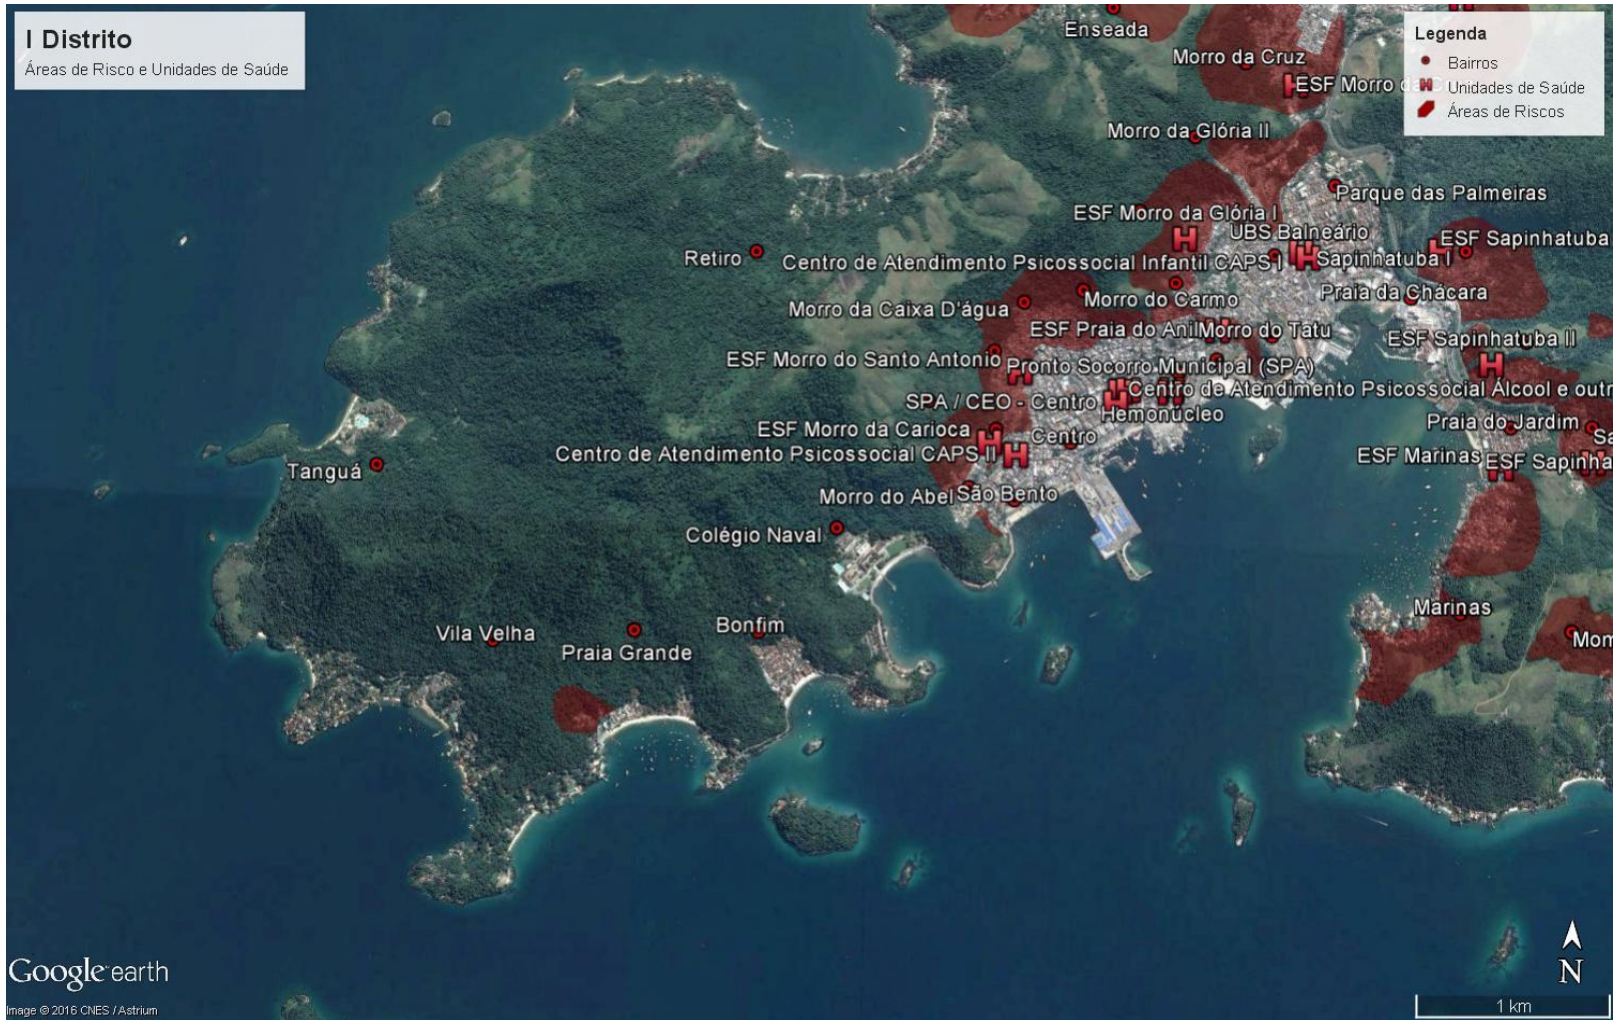 I Distrito
Áreas de Risco e Unidades de Saúde
Legenda
Bairros
Unidades de Saúde
Áreas de Riscos
Enseada
Morro da Cruz
ESF Morro
Morro da Glória II
Parque das Palmeiras
ESF Morro da Glória I
UBS Balneário
ESF Sapinhatuba
Retiro
Centro de Atendimento Psicossocial Infantil CAPS I
Sapinhatuba I
Morro da Caixa D'água
Morro do Carmo
Praia da Chácara
ESF Praia do Anil
Morro do Tatu
ESF Sapinhatuba II
ESF Morro do Santo Antonio
Pronto Socorro Municipal (SPA)
Centro de Atendimento Psicossocial Álcool e outr
SPA / CEO - Centro
Hemonúcleo
ESF Morro da Carioca
Centro
Praia do Jardim
Sa
Centro de Atendimento Psicossocial CAPS II
ESF Marinas
ESF Sapinha
Tanguá
Morro do Abel
São Bento
Colégio Naval
Vila Velha
Praia Grande
Bonfim
Marinas
Mom
Google earth
Image © 2016 CNES / Astrium
N
1 km